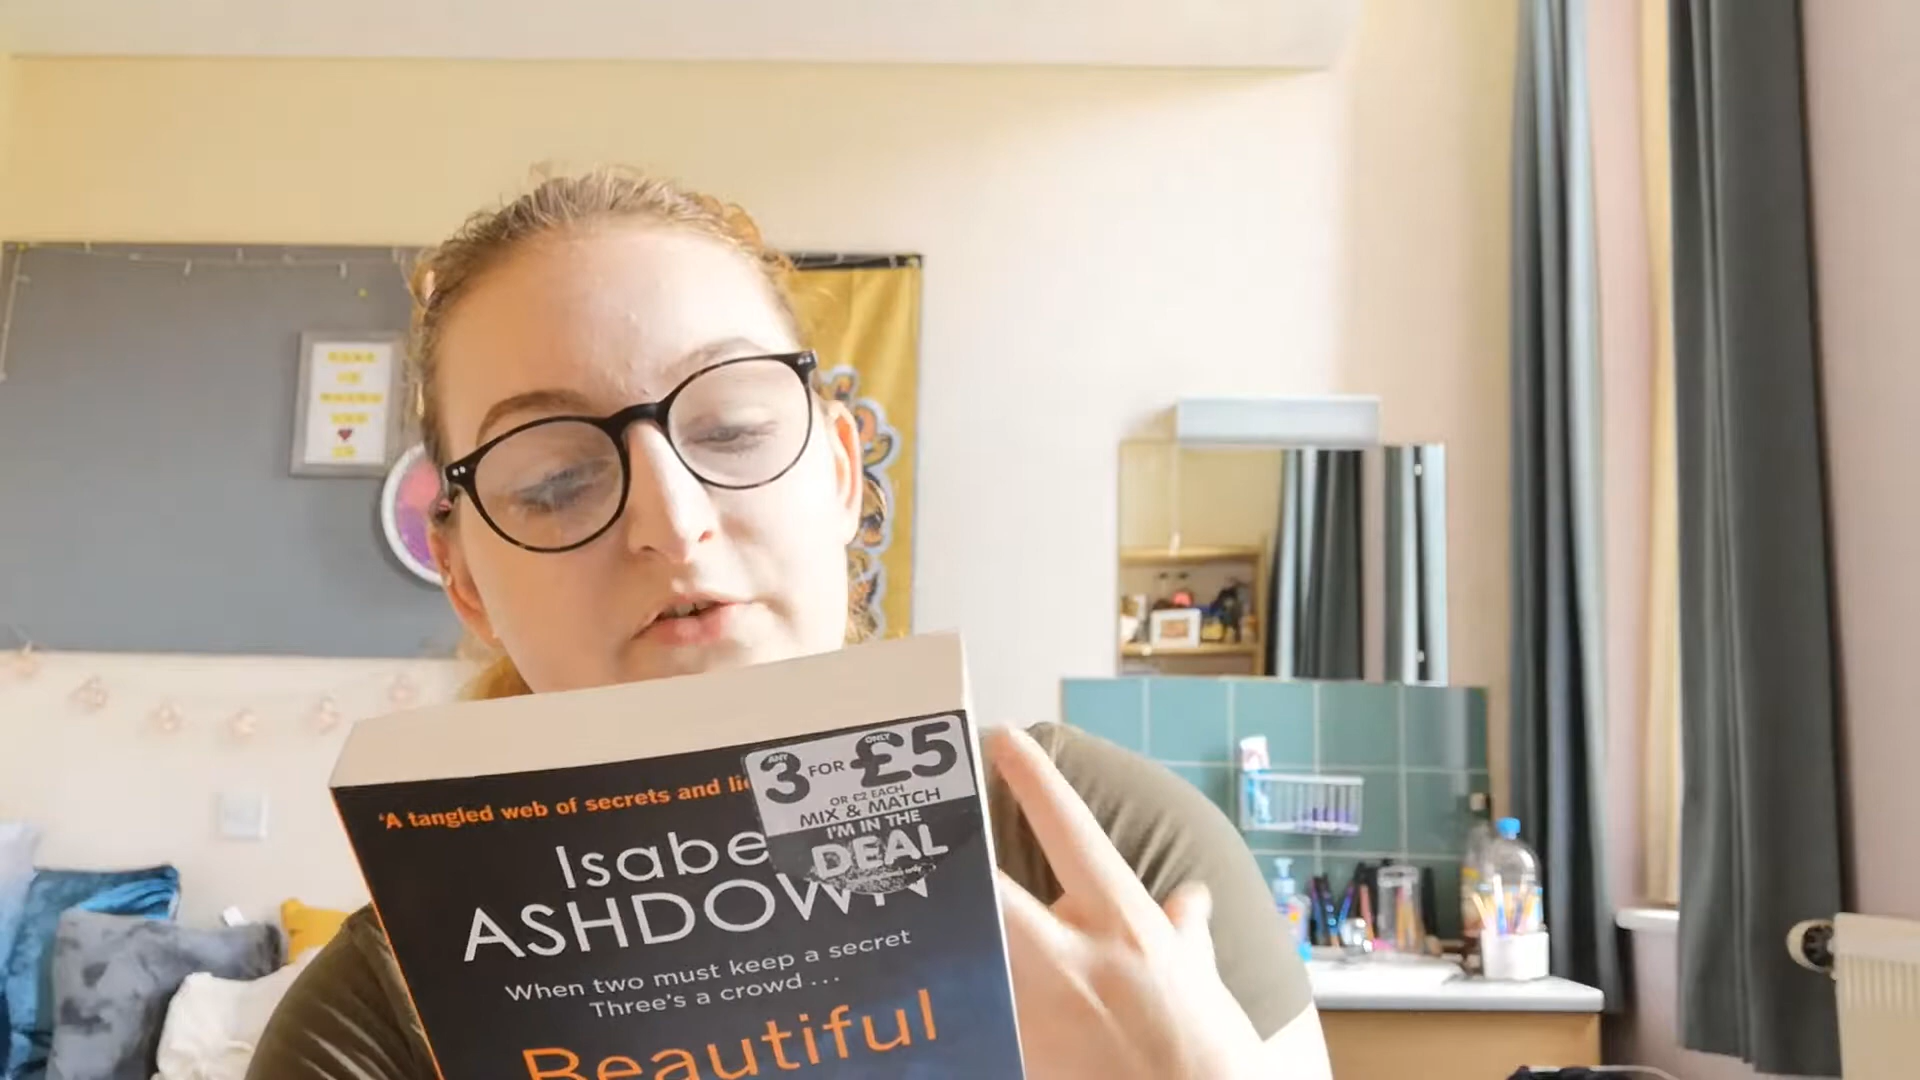 'A tangled web of secrets and
ANY 3 FOR ONLY £5
OR £2 EACH
MIX & MATCH
I'M IN THE
DEAL
only
Isabe
ASHDOWN
When two must keep a secret
Three's a crowd ...
Beautiful